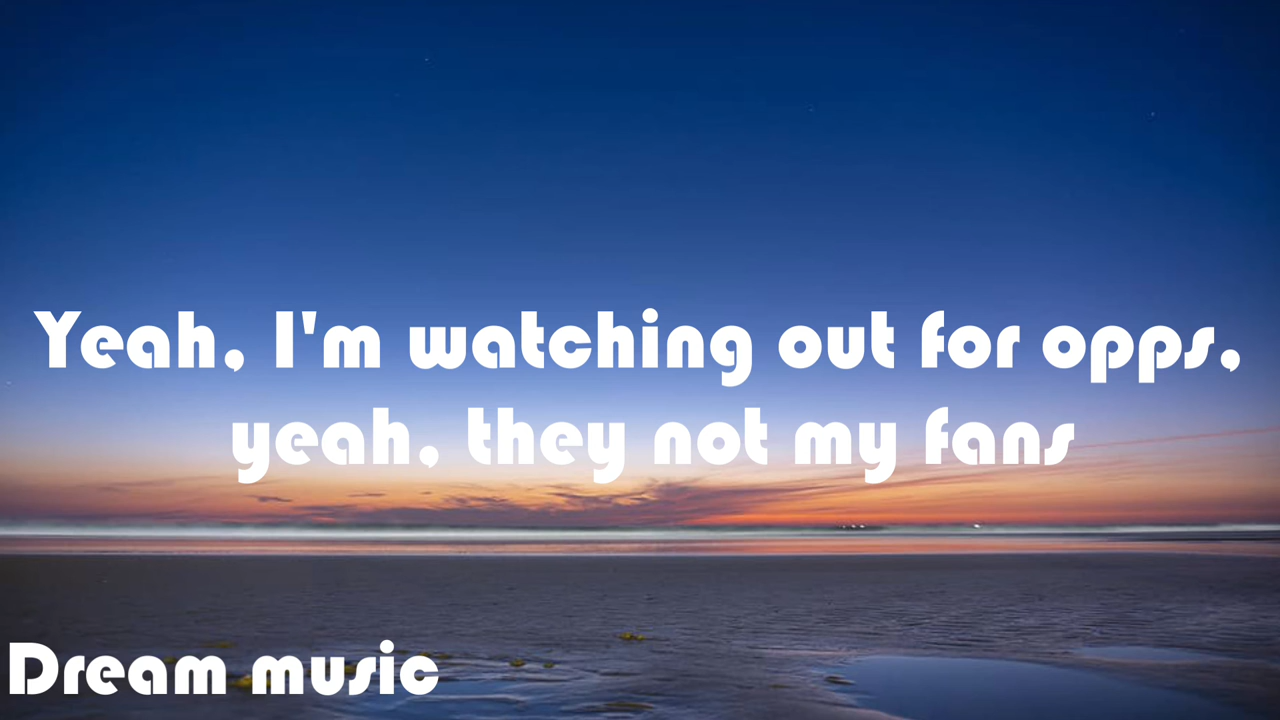 Yeah, I'm watching out for opps,
yeah, they not my fans
Dream music